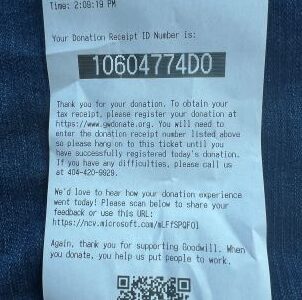 Time: 2:09:19 PM
Your Donation Receipt ID Number is:
10604774D0
Thank you for your donation. To obtain your
tax receipt, please register your donation at
https://www.gwdonate.org. You will need to
enter the donation receipt number listed above
so please hang on to this ticket until you
have successfully registered today's donation.
If you have any difficulties, please call us
at 404-420-9929.
We'd love to hear how your donation experience
went today! Please scan below to share your
feedback or use this URL:
https://ncv.microsoft.com/mLFfSPQFOl
Again, thank you for supporting Goodwill. When
you donate, you help us put people to work.